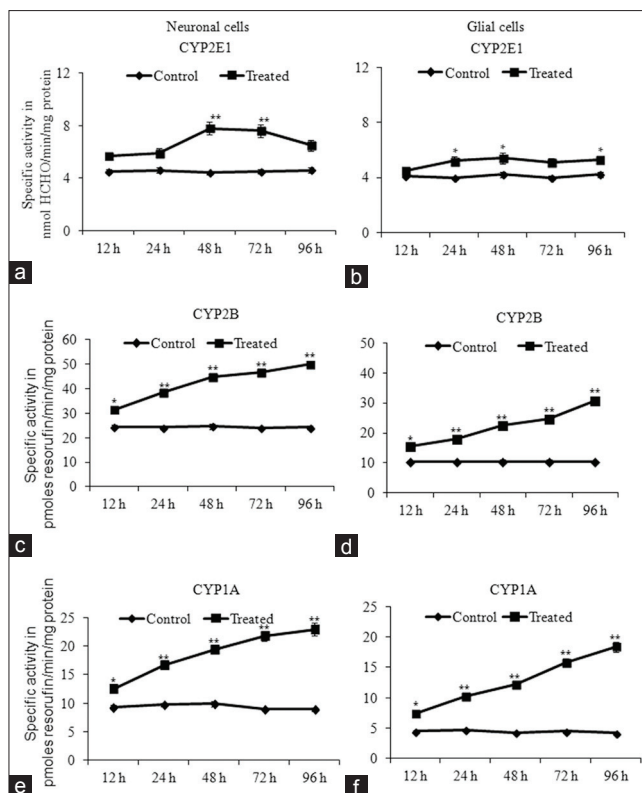 Neuronal cells
Glial cells
CYP2E1
CYP2E1
Control Treated
Control Treated
Specific activity in
nmol HCHO/min/mg protein
12
8
4
0
** **
12 h 24 h 48 h 72 h 96 h
a
12
8
4
0
* * *
12 h 24 h 48 h 72 h 96 h
b
CYP2B
CYP2B
Control Treated
Control Treated
Specific activity in
pmoles resorufin/min/mg protein
60
50
40
30
20
10
0
* ** ** ** **
12 h 24 h 48 h 72 h 96 h
c
50
40
30
20
10
0
* ** ** ** **
12 h 24 h 48 h 72 h 96 h
d
CYP1A
CYP1A
Control Treated
Control Treated
Specific activity in
pmoles resorufin/min/mg protein
25
20
15
10
5
0
* ** ** ** **
12 h 24 h 48 h 72 h 96 h
e
25
20
15
10
5
0
* ** ** ** **
12 h 24 h 48 h 72 h 96 h
f